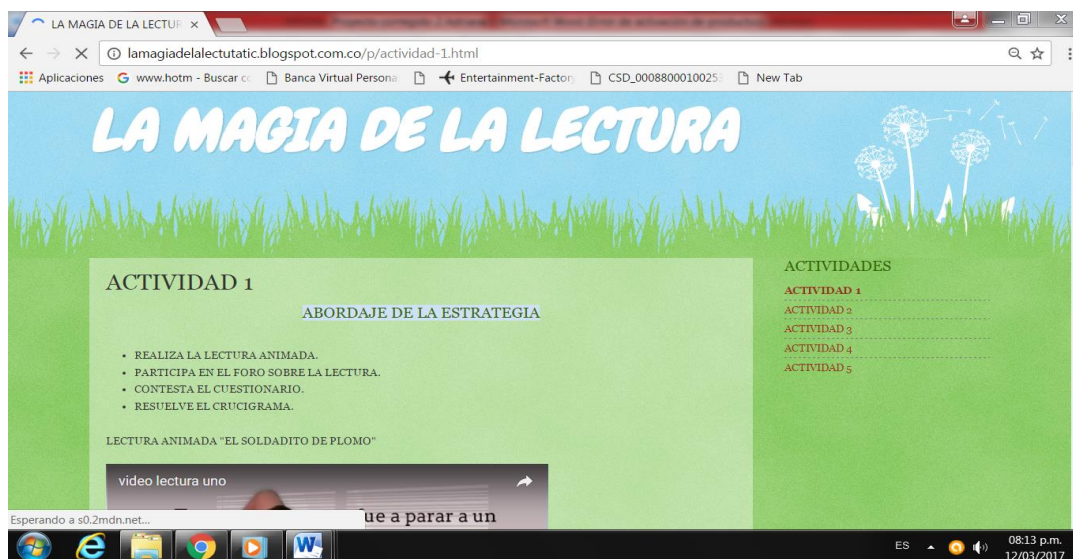 LA MAGIA DE LA LECTUR
lamagiadelalectutatic.blogspot.com.co/p/actividad-1.html
Aplicaciones
www.hotm - Buscar co
Banca Virtual Persona
Entertainment-Factory
CSD_000880001002
New Tab
LA MAGIA DE LA LECTURA
ACTIVIDAD 1
ABORDAJE DE LA ESTRATEGIA
• REALIZA LA LECTURA ANIMADA.
• PARTICIPA EN EL FORO SOBRE LA LECTURA.
• CONTESTA EL CUESTIONARIO.
• RESUELVE EL CRUCIGRAMA.
LECTURA ANIMADA "EL SOLDADITO DE PLOMO"
video lectura uno
fue a parar a un
ACTIVIDADES
ACTIVIDAD 1
ACTIVIDAD 2
ACTIVIDAD 3
ACTIVIDAD 4
ACTIVIDAD 5
Esperando a s0.2mdn.net...
ES
08:13 p.m.
12/03/2017